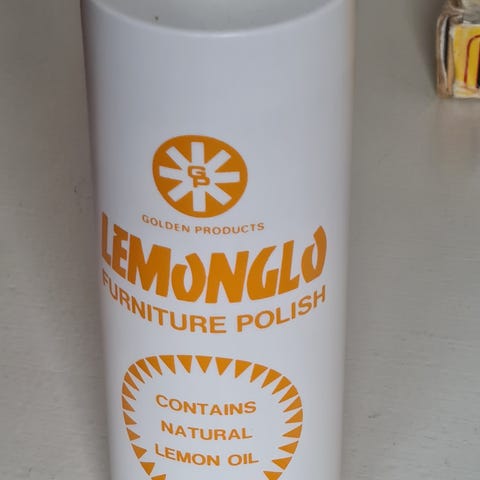 GP
GOLDEN PRODUCTS
LEMONGLO
FURNITURE POLISH
CONTAINS
NATURAL
LEMON OIL